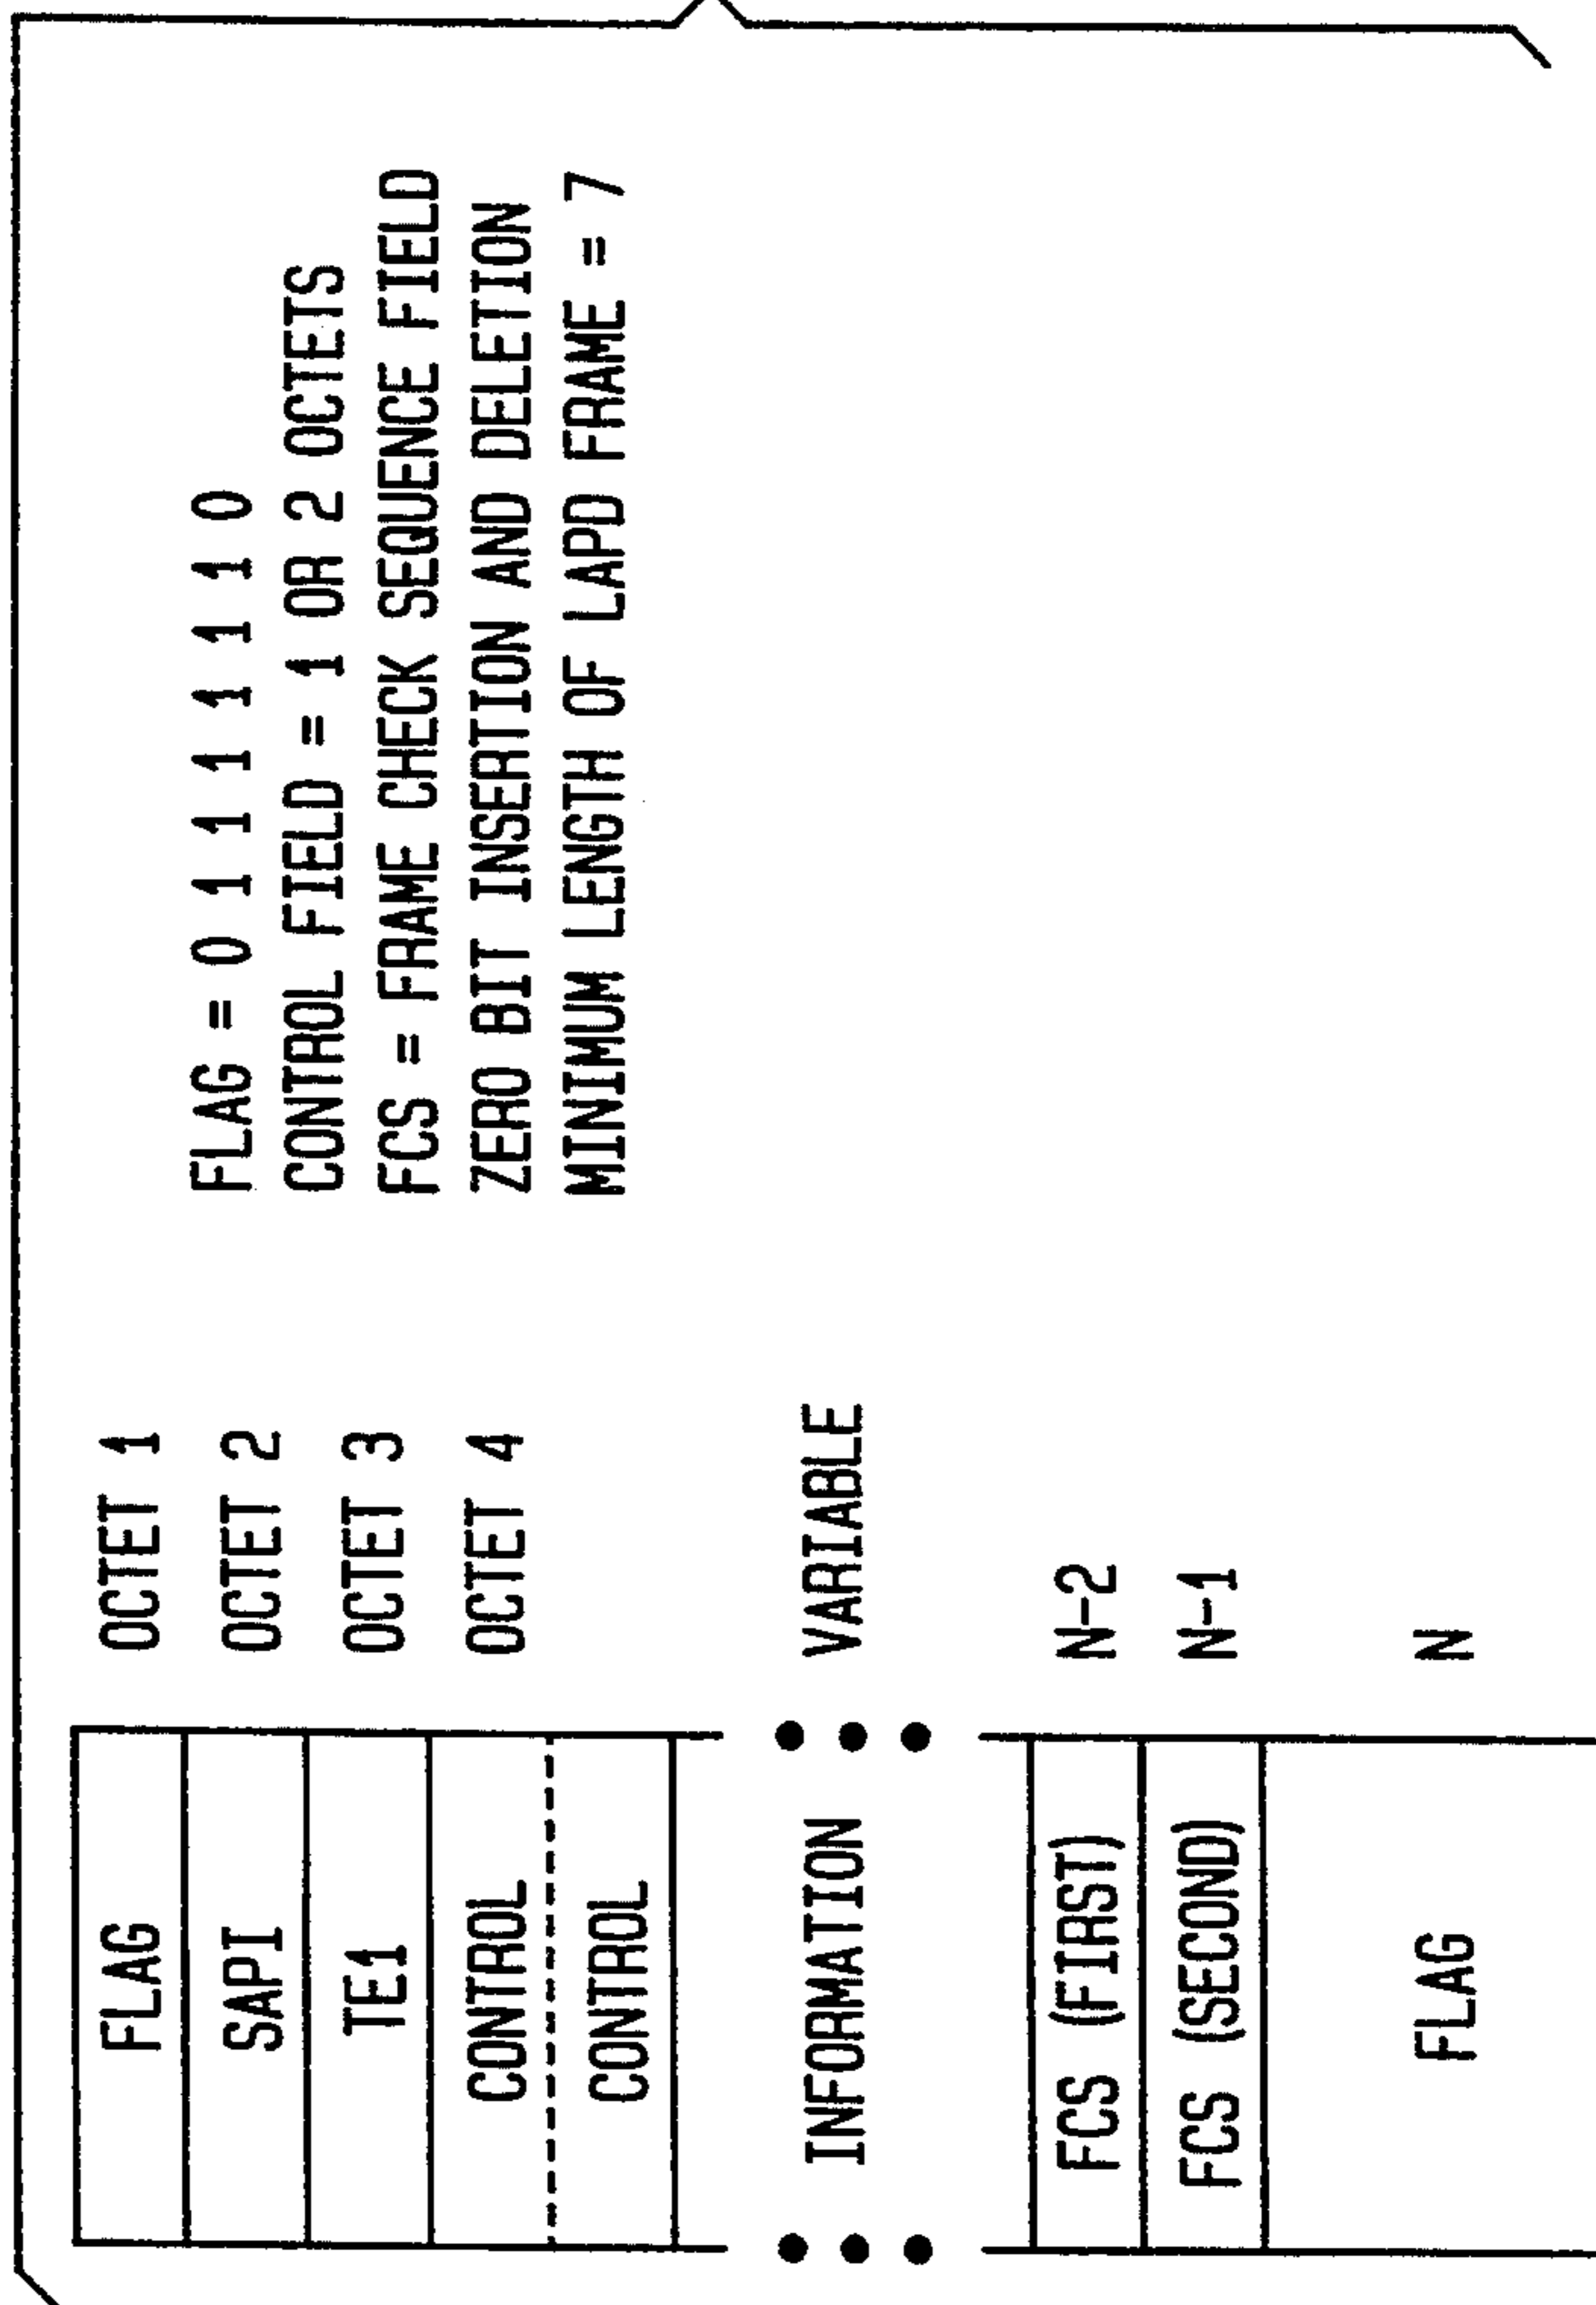 FLAG OCTET 1
SAPI OCTET 2
TE1 OCTET 3
CONTROL OCTET 4
CONTROL
INFORMATION VARIABLE
FCS (FIRST) N-2
FCS (SECOND) N-1
FLAG N
FLAG = 0 1 1 1 1 1 1 0
CONTROL FIELD = 1 OR 2 OCTETS
FCS = FRAME CHECK SEQUENCE FIELD
ZERO BIT INSERTION AND DELETION
MINIMUM LENGTH OF LAPD FRAME = 7